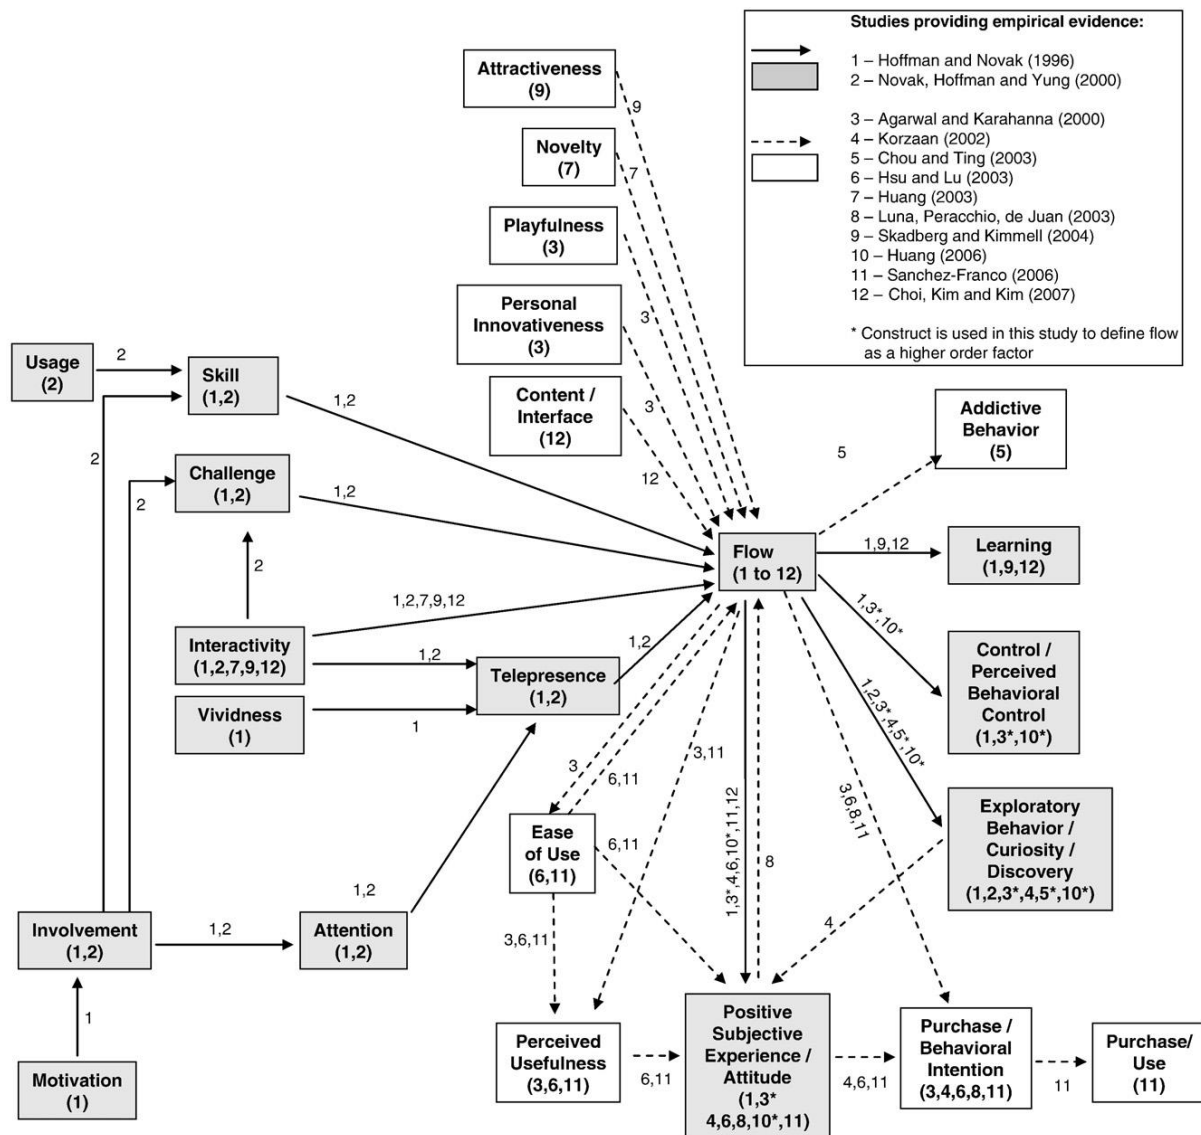 Studies providing empirical evidence:
1 – Hoffman and Novak (1996)
2 – Novak, Hoffman and Yung (2000)
3 – Agarwal and Karahanna (2000)
4 – Korzaan (2002)
5 – Chou and Ting (2003)
6 – Hsu and Lu (2003)
7 – Huang (2003)
8 – Luna, Peracchio, de Juan (2003)
9 – Skadberg and Kimmell (2004)
10 – Huang (2006)
11 – Sanchez-Franco (2006)
12 – Choi, Kim and Kim (2007)
* Construct is used in this study to define flow
as a higher order factor
Attractiveness
(9)
9
Novelty
(7)
7
Playfulness
(3)
3
Personal
Innovativeness
(3)
3
Content /
Interface
(12)
12
Usage
(2)
2
Skill
(1,2)
1,2
2
Challenge
(1,2)
1,2
2
2
Interactivity
(1,2,7,9,12)
1,2,7,9,12
1,2
Vividness
(1)
1
Telepresence
(1,2)
1,2
Flow
(1 to 12)
5
Addictive
Behavior
(5)
1,9,12
Learning
(1,9,12)
1,3*,10*
Control /
Perceived
Behavioral
Control
(1,3*,10*)
1,2,3*,4,5*,10*
Exploratory
Behavior /
Curiosity /
Discovery
(1,2,3*,4,5*,10*)
3
6,11
3,11
1,3*,4,6,10*,11,12
8
3,6,8,11
4
Ease
of Use
(6,11)
6,11
3,6,11
Involvement
(1,2)
1,2
Attention
(1,2)
1,2
1
Motivation
(1)
Perceived
Usefulness
(3,6,11)
6,11
Positive
Subjective
Experience /
Attitude
(1,3*
4,6,8,10*,11)
4,6,11
Purchase /
Behavioral
Intention
(3,4,6,8,11)
11
Purchase/
Use
(11)